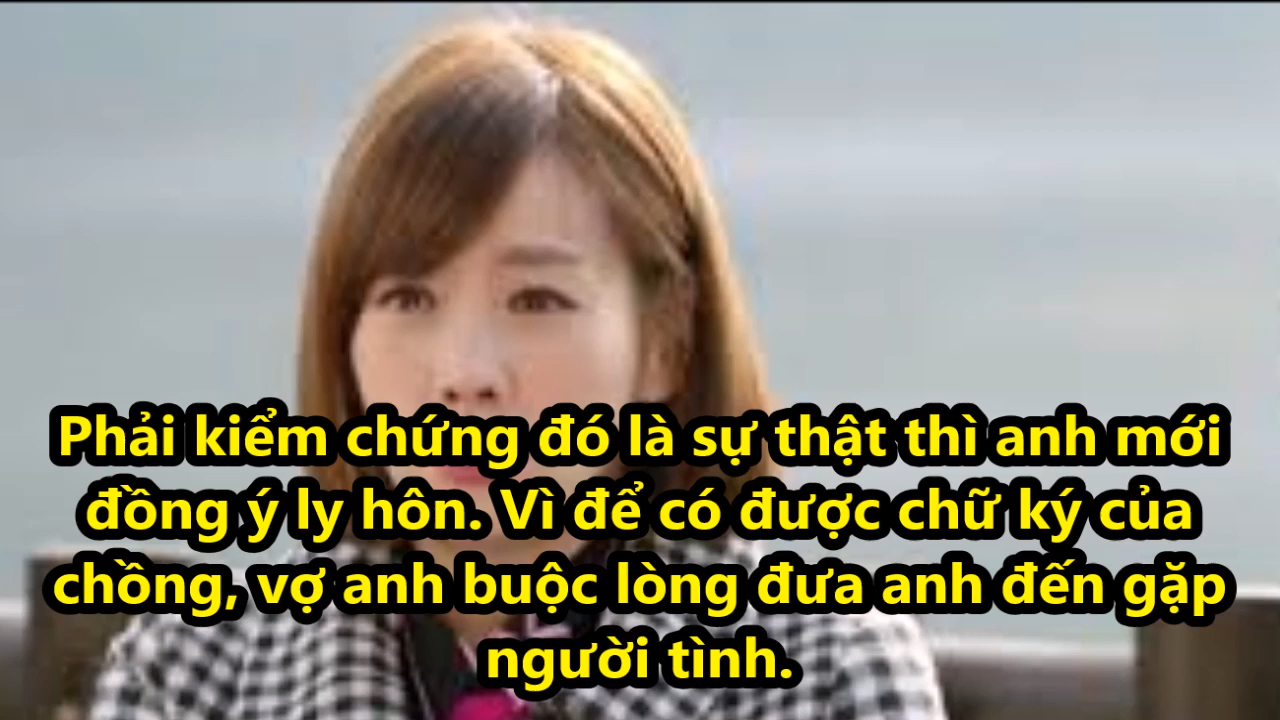 Phải kiểm chứng đó là sự thật thì anh mới
đồng ý ly hôn. Vì để có được chữ ký của
chồng, vợ anh buộc lòng đưa anh đến gặp
người tình.